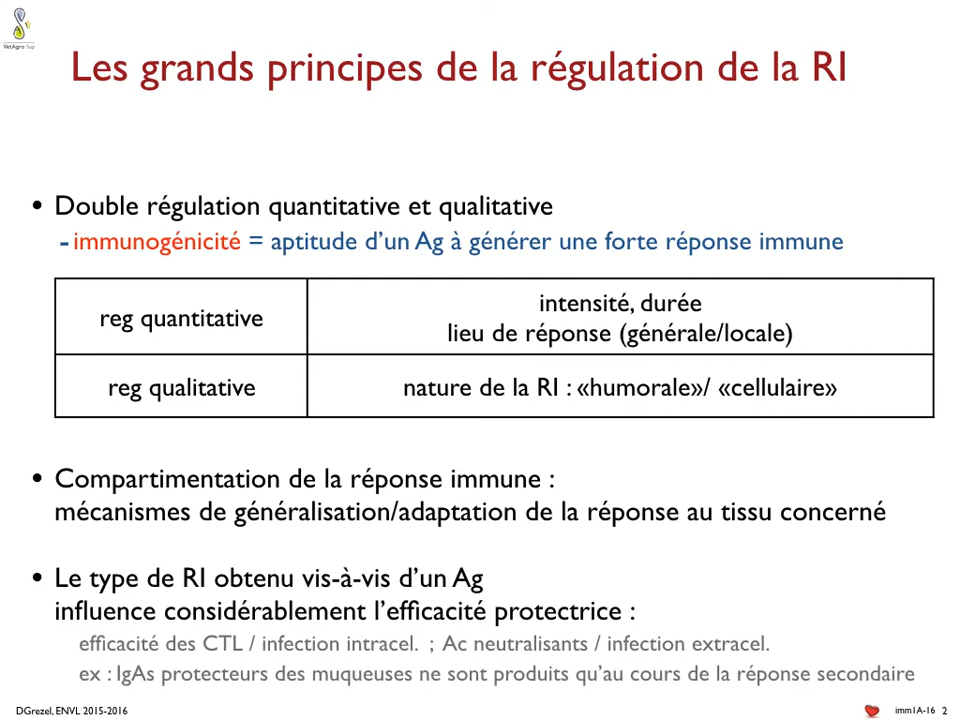 VetAgro Sup
Les grands principes de la régulation de la RI
• Double régulation quantitative et qualitative
- immunogénicité = aptitude d’un Ag à générer une forte réponse immune
reg quantitative
intensité, durée
lieu de réponse (générale/locale)
reg qualitative
nature de la RI : «humorale»/ «cellulaire»
• Compartimentation de la réponse immune :
mécanismes de généralisation/adaptation de la réponse au tissu concerné
• Le type de RI obtenu vis-à-vis d’un Ag
influence considérablement l’efficacité protectrice :
efficacité des CTL / infection intracel. ; Ac neutralisants / infection extracel.
ex : IgAs protecteurs des muqueuses ne sont produits qu’au cours de la réponse secondaire
DGrezel, ENVL 2015-2016
imm1A-16 2